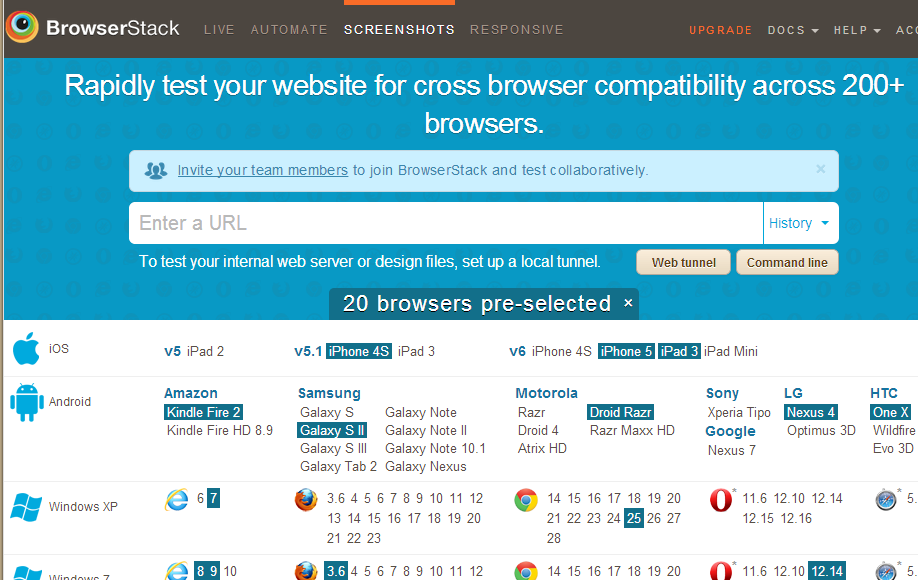 BrowserStack LIVE AUTOMATE SCREENSHOTS RESPONSIVE UPGRADE DOCS HELP ACC
Rapidly test your website for cross browser compatibility across 200+
browsers.
Invite your team members to join BrowserStack and test collaboratively. ×
Enter a URL History
To test your internal web server or design files, set up a local tunnel. Web tunnel Command line
20 browsers pre-selected ×
iOS v5 iPad 2 v5.1 iPhone 4S iPad 3 v6 iPhone 4S iPhone 5 iPad 3 iPad Mini
Android Amazon Samsung Motorola Sony LG HTC
Kindle Fire 2 Galaxy S Galaxy Note Razr Droid Razr Xperia Tipo Nexus 4 One X
Kindle Fire HD 8.9 Galaxy S II Galaxy Note II Droid 4 Razr Maxx HD Google Optimus 3D Wildfire
Galaxy S III Galaxy Note 10.1 Atrix HD Nexus 7 Evo 3D
Galaxy Tab 2 Galaxy Nexus
Windows XP 6 7 3.6 4 5 6 7 8 9 10 11 12 14 15 16 17 18 19 20 * 11.6 12.10 12.14 * 5.
13 14 15 16 17 18 19 20 21 22 23 24 25 26 27 12.15 12.16
21 22 23 28
Windows 7 8 9 10 3.6 4 5 6 7 8 9 10 11 12 14 15 16 17 18 19 20 * 11.6 12.10 12.14 * 5.